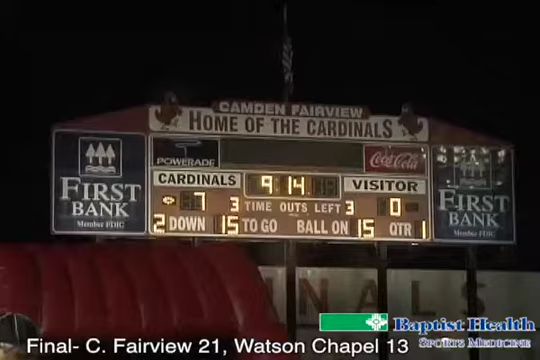 CAMDEN FAIRVIEW
HOME OF THE CARDINALS
FIRST
BANK
Member FDIC
POWERADE
Coca-Cola
CARDINALS 9:14 VISITOR
7 3 TIME OUTS LEFT 3 0
2 DOWN 15 TO GO BALL ON 15 QTR 1
FIRST
BANK
Member FDIC
NALS
Baptist Health
SPORTS MEDICINE
Final- C. Fairview 21, Watson Chapel 13